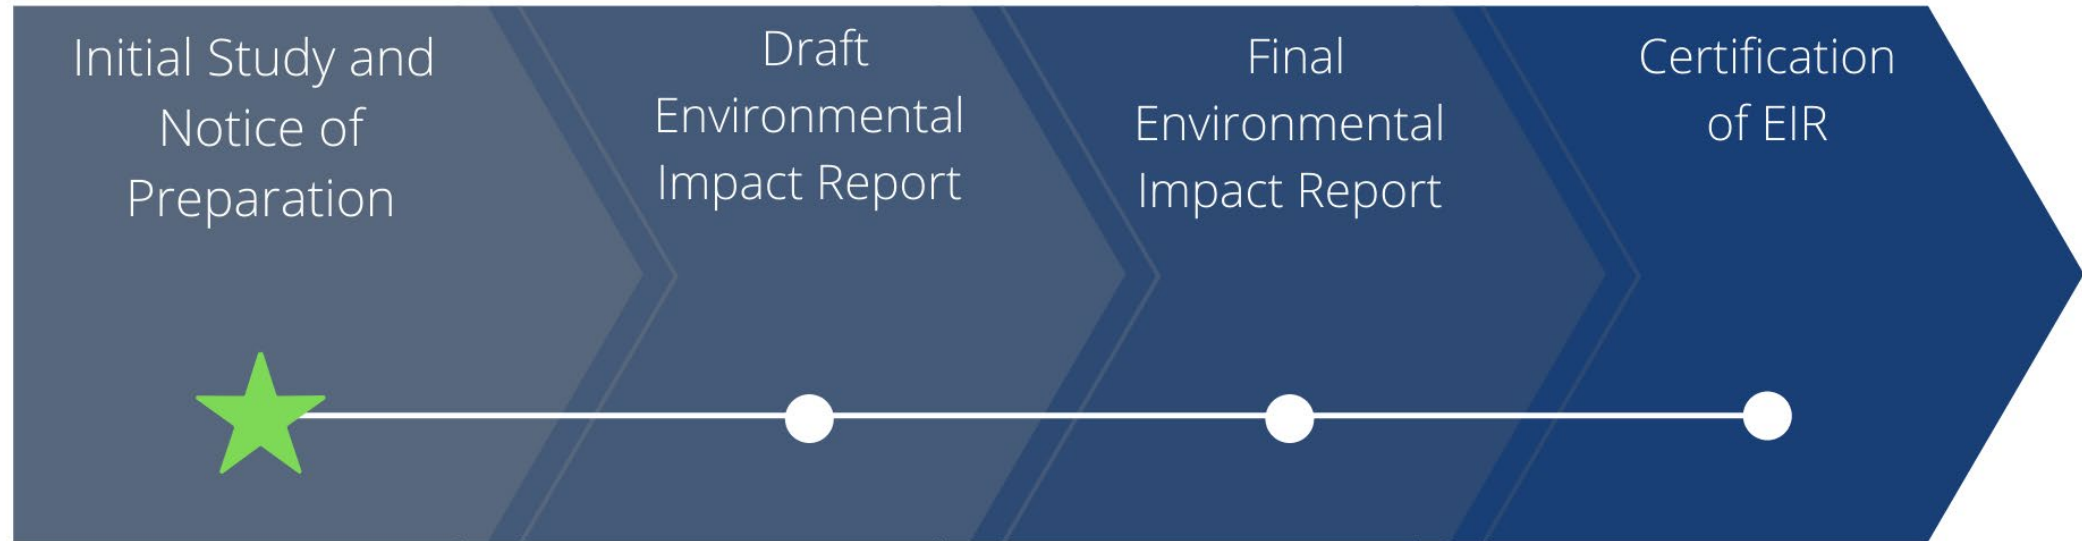 Initial Study and
Notice of
Preparation
Draft
Environmental
Impact Report
Final
Environmental
Impact Report
Certification
of EIR